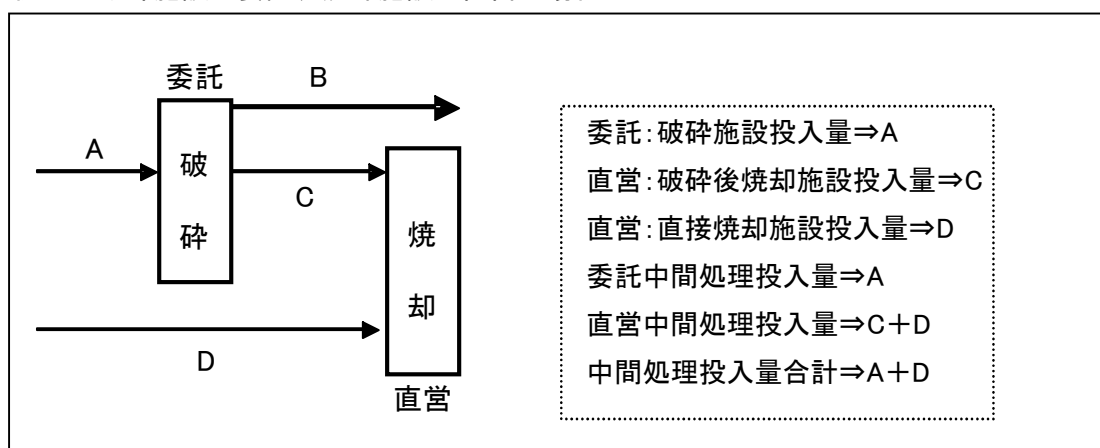 委託
B
A
破
砕
C
焼
却
D
直営
委託：破砕施設投入量⇒A
直営：破砕後焼却施設投入量⇒C
直営：直接焼却施設投入量⇒D
委託中間処理投入量⇒A
直営中間処理投入量⇒C＋D
中間処理投入量合計⇒A＋D